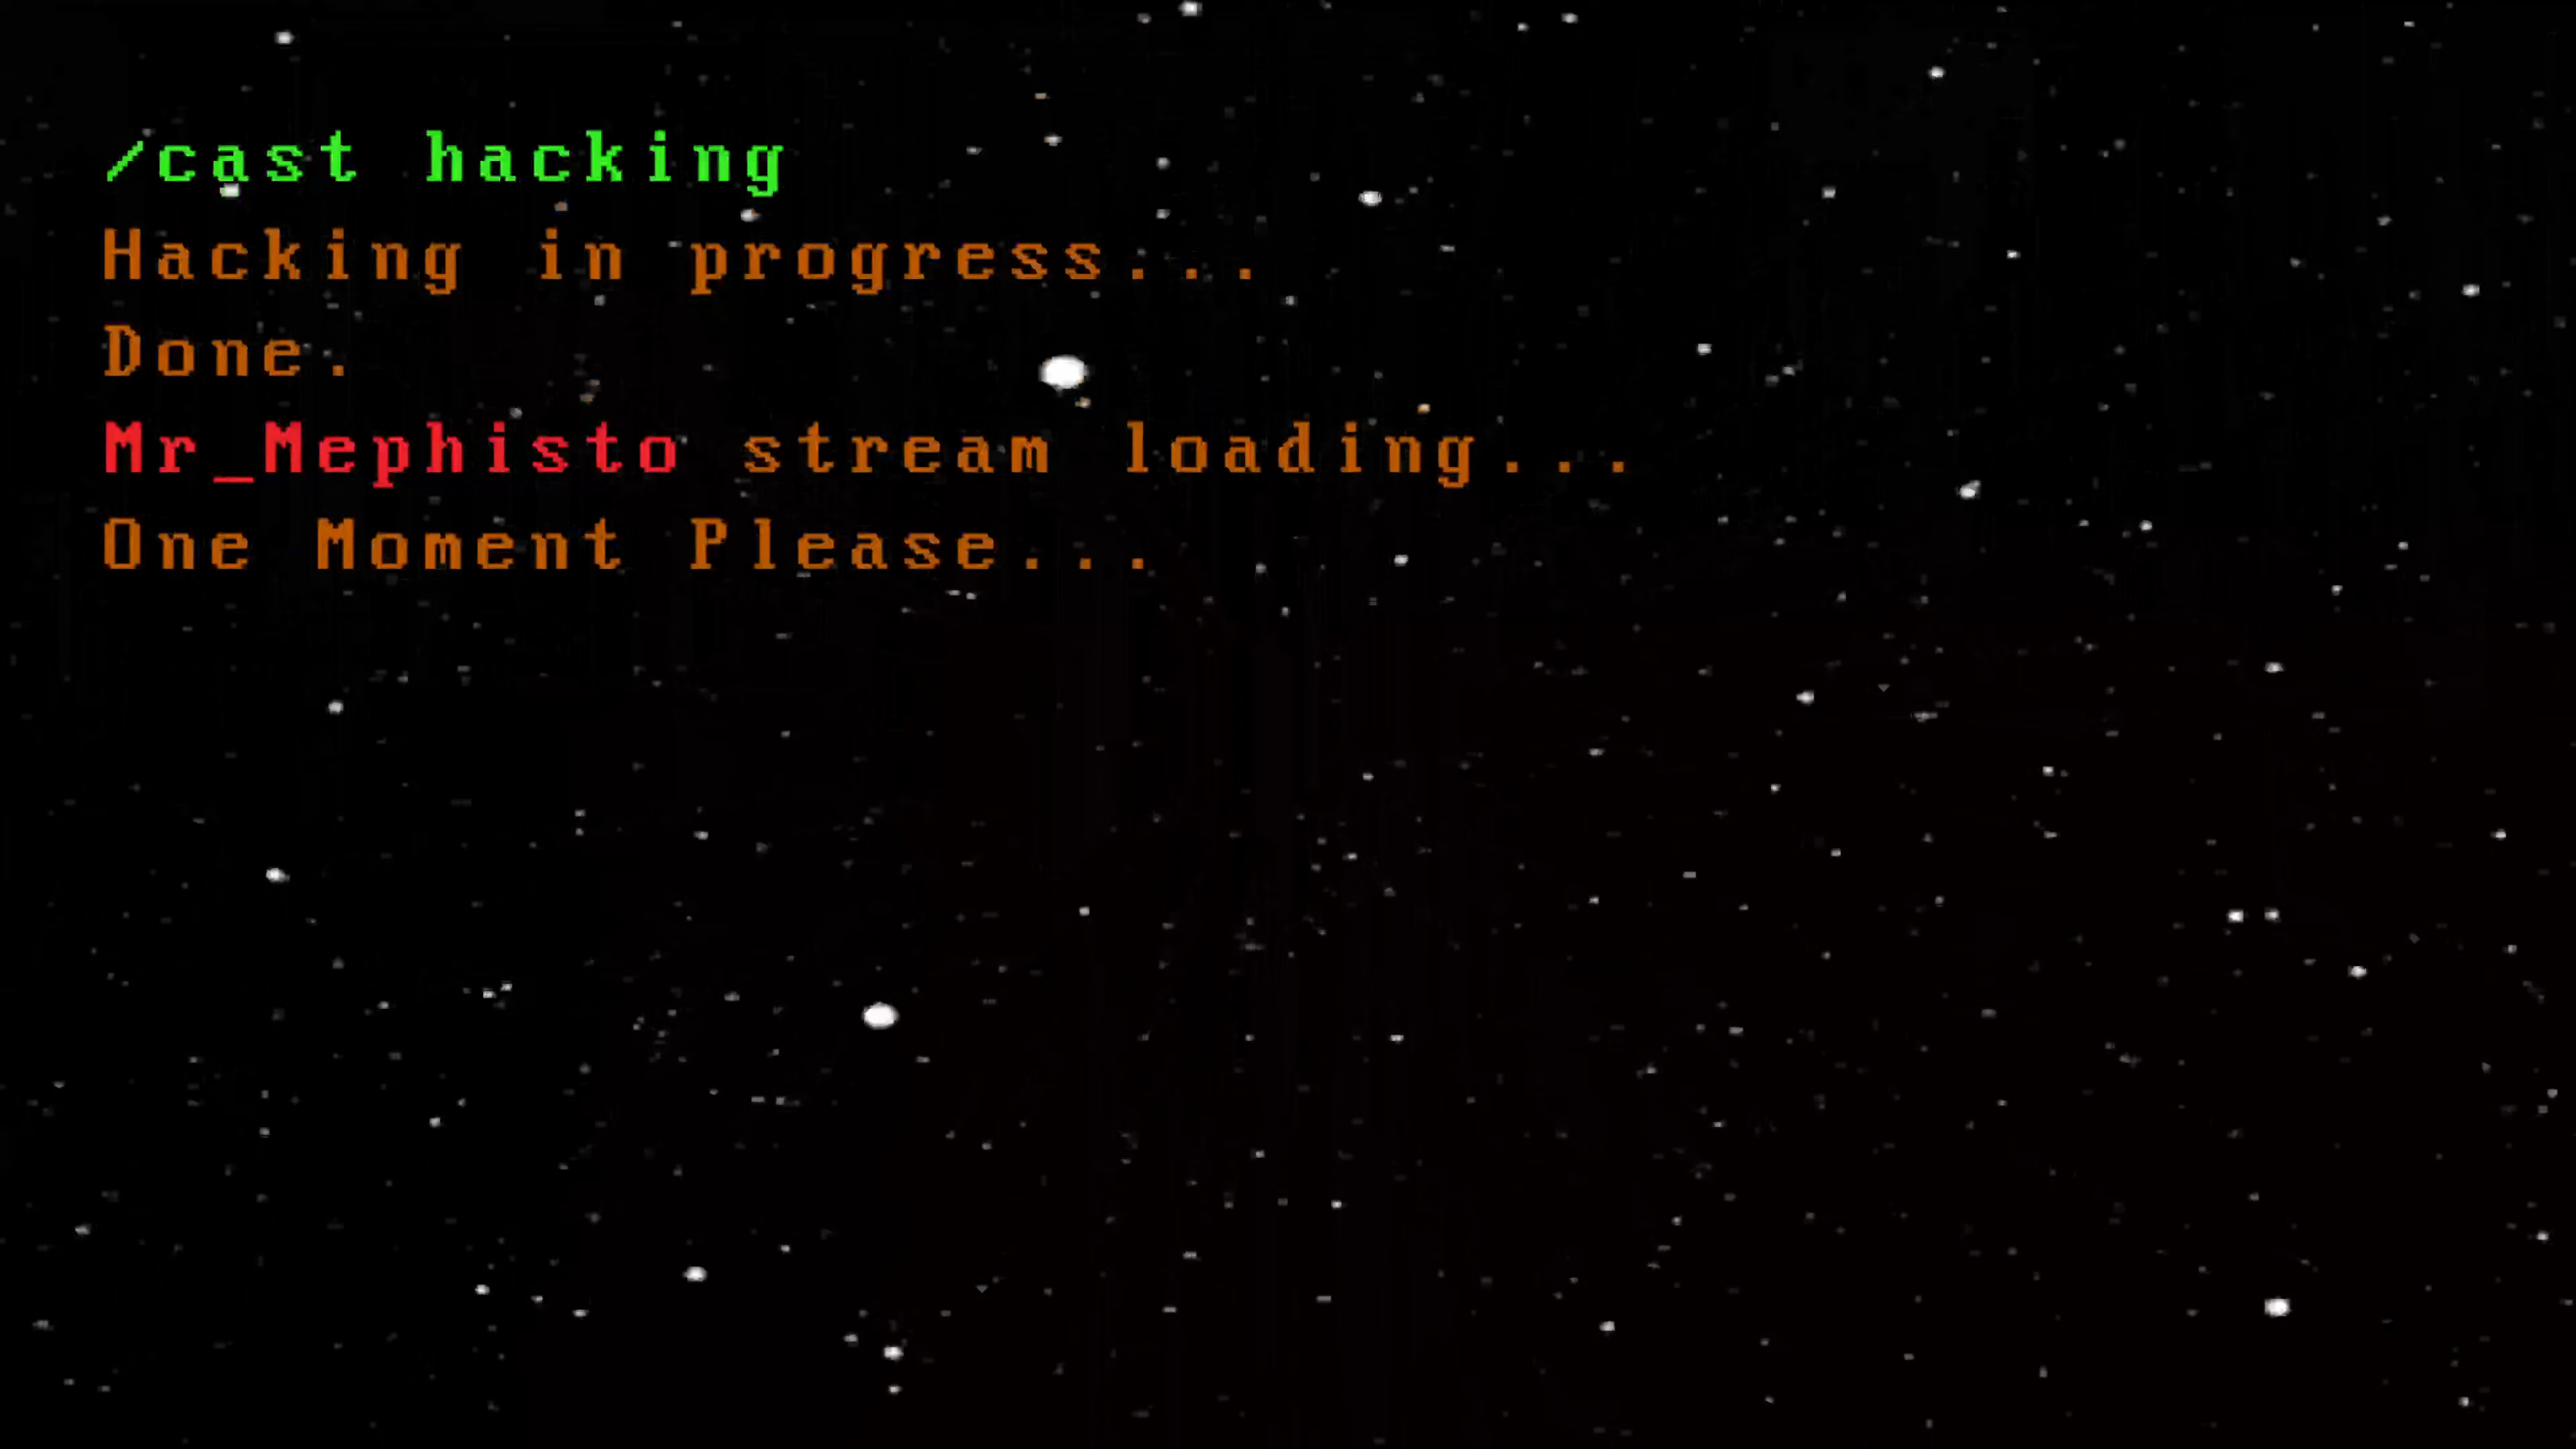 /cast hacking
Hacking in progress...
Done.
Mr_Mephisto stream loading...
One Moment Please...